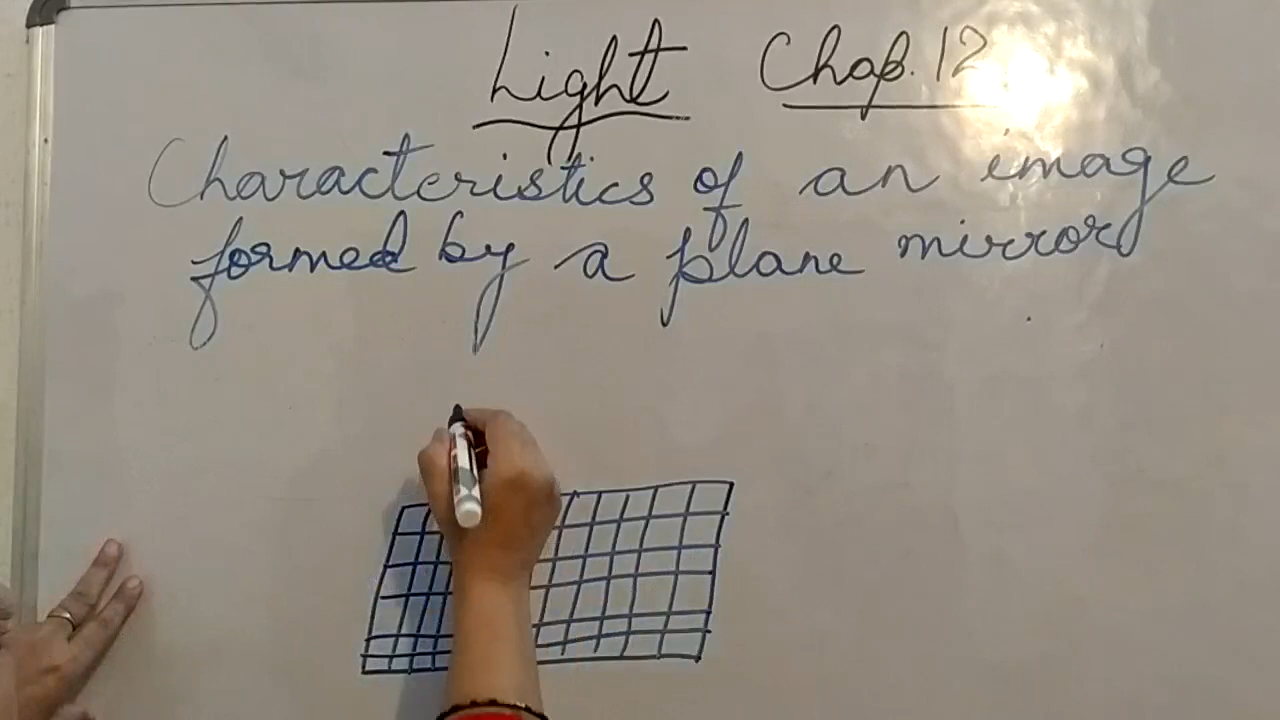 Light Chap. 12
Characteristics of an image
formed by a plane mirror